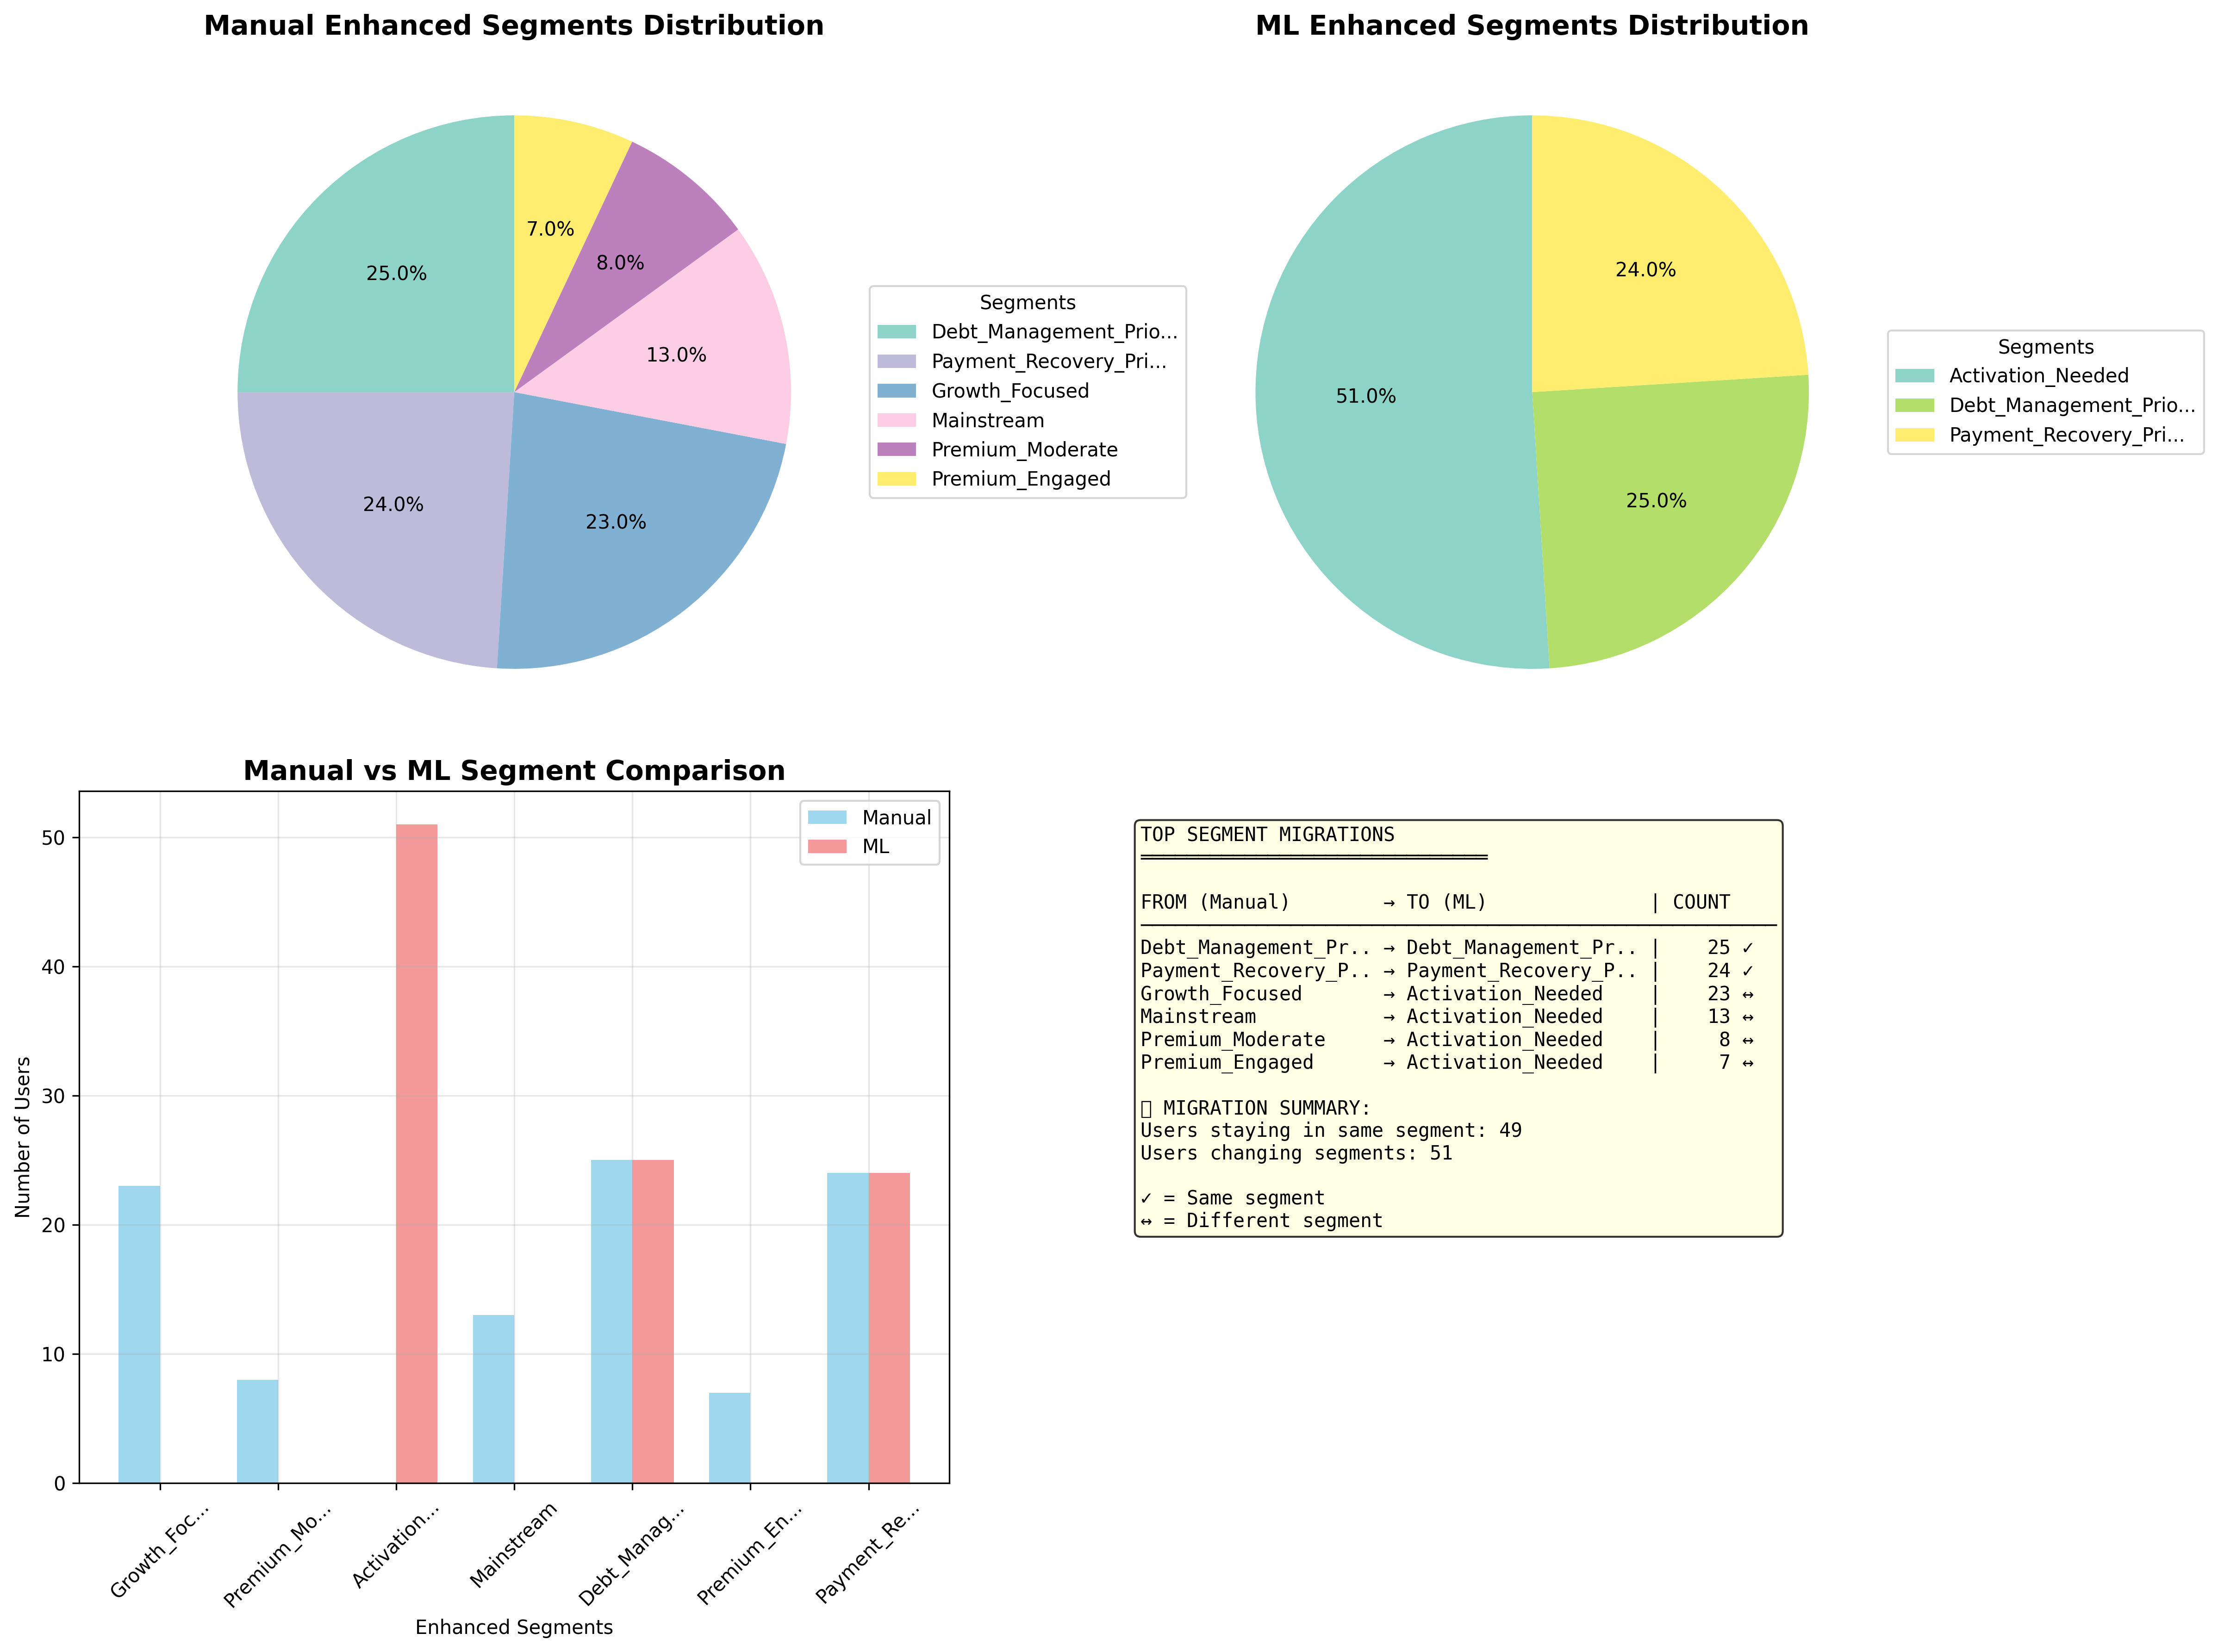 Manual Enhanced Segments Distribution
25.0%
24.0%
23.0%
13.0%
8.0%
7.0%
Segments
Debt_Management_Prio...
Payment_Recovery_Pri...
Growth_Focused
Mainstream
Premium_Moderate
Premium_Engaged
ML Enhanced Segments Distribution
51.0%
25.0%
24.0%
Segments
Activation_Needed
Debt_Management_Prio...
Payment_Recovery_Pri...
Manual vs ML Segment Comparison
Manual
ML
Number of Users
50
40
30
20
10
0
Growth_Foc...
Premium_Mo...
Activation...
Mainstream
Debt_Manag...
Premium_En...
Payment_Re...
Enhanced Segments
TOP SEGMENT MIGRATIONS
FROM (Manual) → TO (ML) | COUNT
Debt_Management_Pr.. → Debt_Management_Pr.. | 25 ✓
Payment_Recovery_P.. → Payment_Recovery_P.. | 24 ✓
Growth_Focused → Activation_Needed | 23 ↔
Mainstream → Activation_Needed | 13 ↔
Premium_Moderate → Activation_Needed | 8 ↔
Premium_Engaged → Activation_Needed | 7 ↔
MIGRATION SUMMARY:
Users staying in same segment: 49
Users changing segments: 51
✓ = Same segment
↔ = Different segment